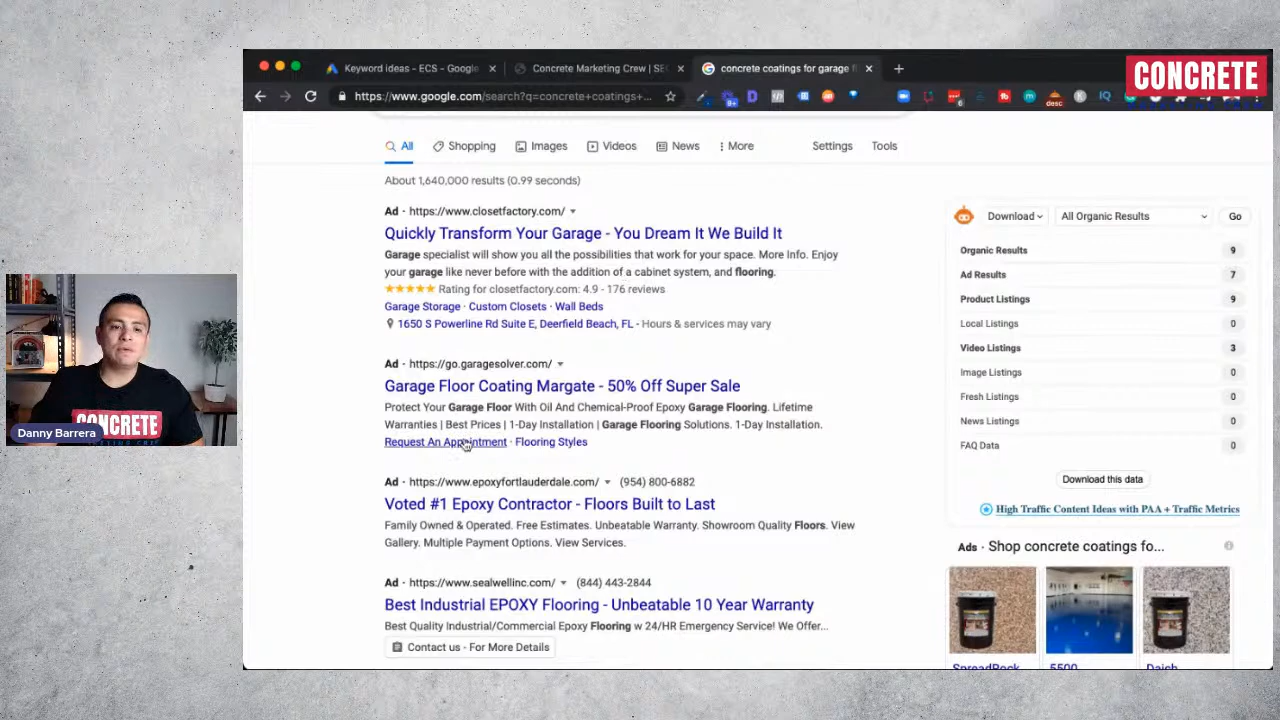 Keyword ideas - ECS - Google
Concrete Marketing Crew | SE
concrete coatings for garage f
CONCRETE
https://www.google.com/search?q=concrete+coatings+...
All
Shopping
Images
Videos
News
More
Settings
Tools
About 1,640,000 results (0.99 seconds)
Ad · https://www.closetfactory.com/
Quickly Transform Your Garage - You Dream It We Build It
Garage specialist will show you all the possibilities that work for your space. More Info. Enjoy
your garage like never before with the addition of a cabinet system, and flooring.
Rating for closetfactory.com: 4.9 - 176 reviews
Garage Storage · Custom Closets · Wall Beds
1650 S Powerline Rd Suite E, Deerfield Beach, FL - Hours & services may vary
Ad · https://go.garagesolver.com/
Garage Floor Coating Margate - 50% Off Super Sale
Protect Your Garage Floor With Oil And Chemical-Proof Epoxy Garage Flooring. Lifetime
Warranties | Best Prices | 1-Day Installation | Garage Flooring Solutions. 1-Day Installation.
Request An Appointment · Flooring Styles
Ad · https://www.epoxyfortlauderdale.com/ (954) 800-6882
Voted #1 Epoxy Contractor - Floors Built to Last
Family Owned & Operated. Free Estimates. Unbeatable Warranty. Showroom Quality Floors. View
Gallery. Multiple Payment Options. View Services.
Ad · https://www.sealwellinc.com/ (844) 443-2844
Best Industrial EPOXY Flooring - Unbeatable 10 Year Warranty
Best Quality Industrial/Commercial Epoxy Flooring w 24/HR Emergency Service! We Offer...
Contact us - For More Details
Download
All Organic Results
Go
Organic Results 9
Ad Results 7
Product Listings 9
Local Listings 0
Video Listings 3
Image Listings 0
Fresh Listings 0
News Listings 0
FAQ Data 0
Download this data
High Traffic Content Ideas with PAA + Traffic Metrics
Ads · Shop concrete coatings fo...
SpreadRock
5500
Daich
CONCRETE
Danny Barrera